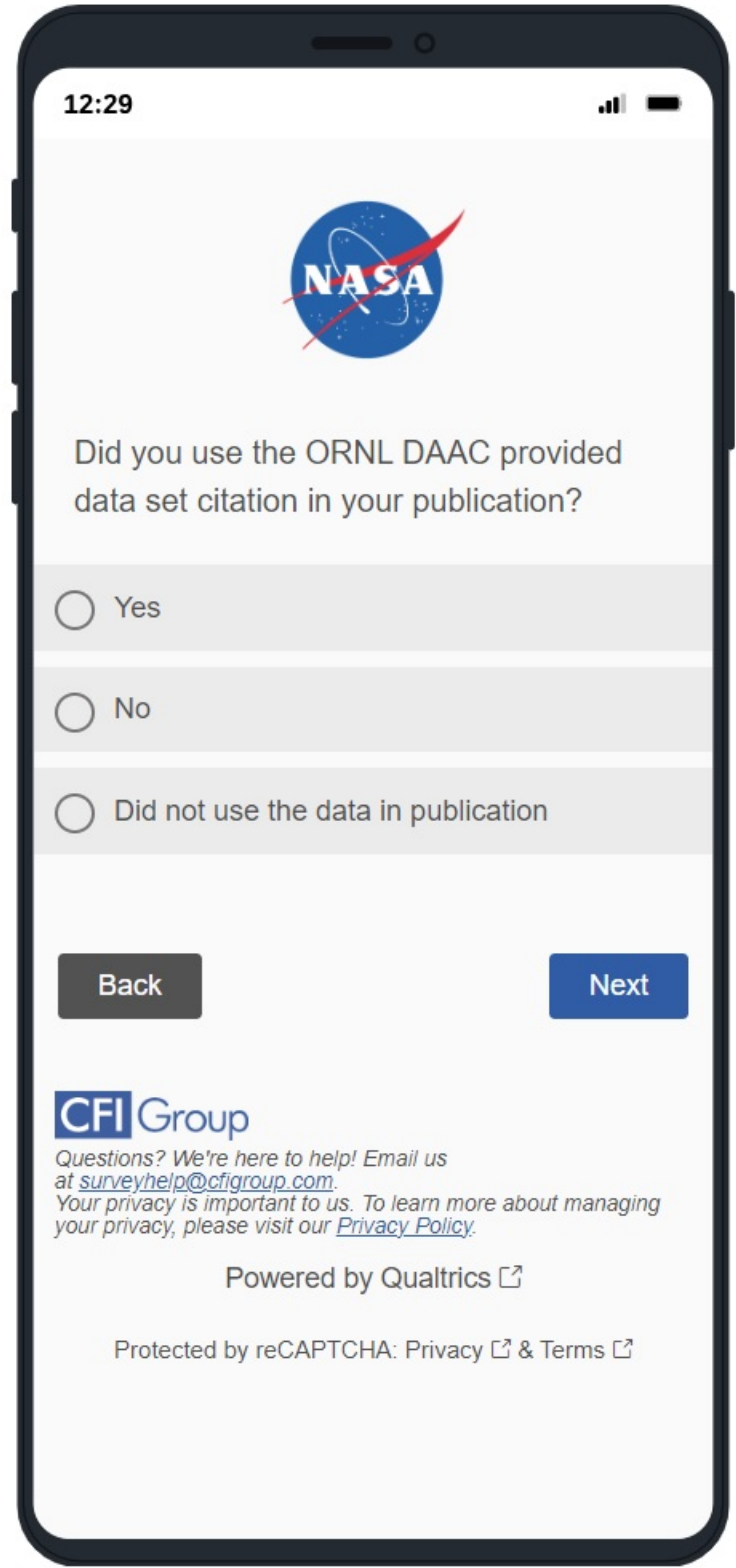 12:29
NASA
Did you use the ORNL DAAC provided
data set citation in your publication?
Yes
No
Did not use the data in publication
Back
Next
CFI Group
Questions? We're here to help! Email us
at surveyhelp@cfigroup.com.
Your privacy is important to us. To learn more about managing
your privacy, please visit our Privacy Policy.
Powered by Qualtrics
Protected by reCAPTCHA: Privacy & Terms